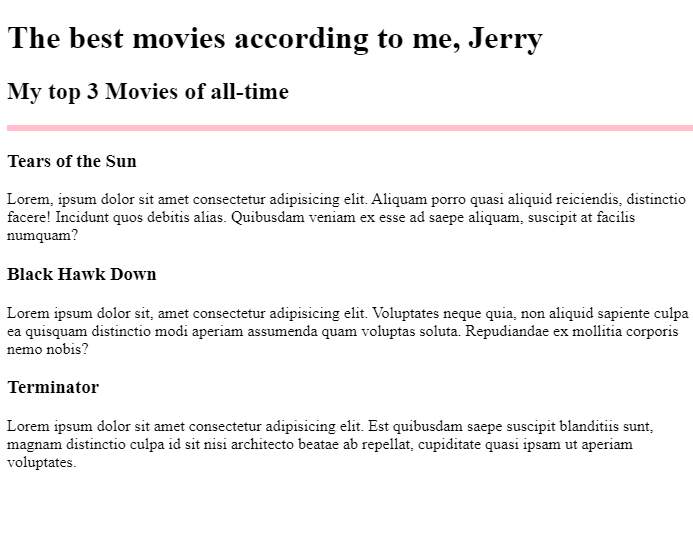 The best movies according to me, Jerry
My top 3 Movies of all-time
Tears of the Sun
Lorem, ipsum dolor sit amet consectetur adipisicing elit. Aliquam porro quasi aliquid reiciendis, distinctio
facere! Incidunt quos debitis alias. Quibusdam veniam ex esse ad saepe aliquam, suscipit at facilis
numquam?
Black Hawk Down
Lorem ipsum dolor sit, amet consectetur adipisicing elit. Voluptates neque quia, non aliquid sapiente culpa
ea quisquam distinctio modi aperiam assumenda quam voluptas soluta. Repudiandae ex mollitia corporis
nemo nobis?
Terminator
Lorem ipsum dolor sit amet consectetur adipisicing elit. Est quibusdam saepe suscipit blanditiis sunt,
magnam distinctio culpa id sit nisi architecto beatae ab repellat, cupiditate quasi ipsam ut aperiam
voluptates.